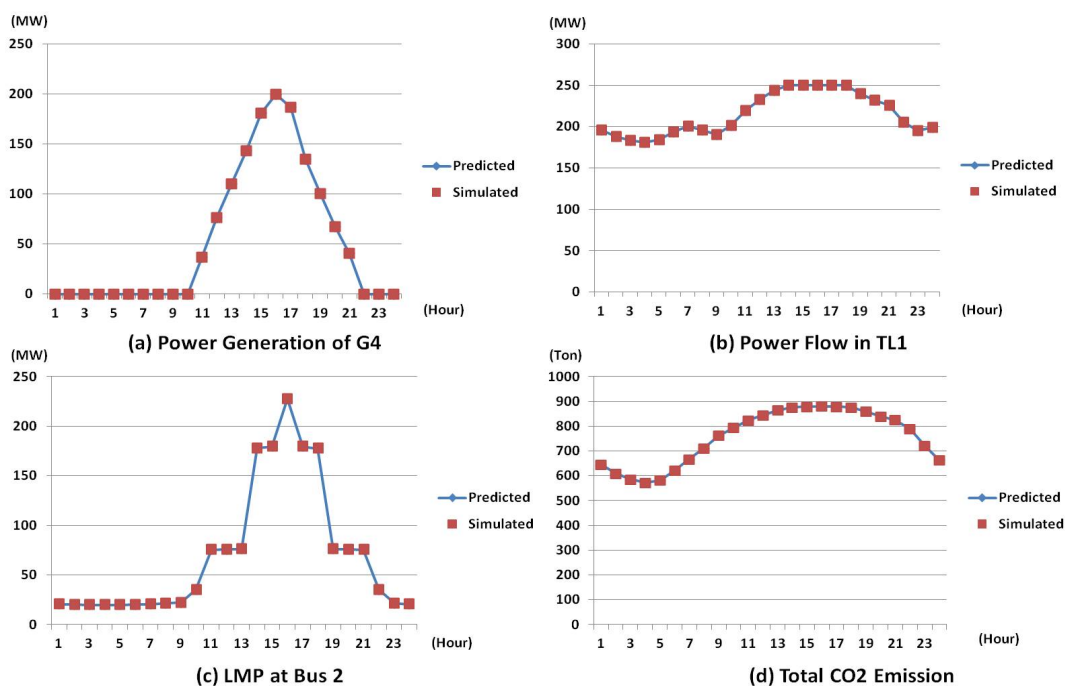 (MW)
250
200
150
100
50
0
1 3 5 7 9 11 13 15 17 19 21 23
(Hour)
Predicted
Simulated
(a) Power Generation of G4
(MW)
300
250
200
150
100
50
0
1 3 5 7 9 11 13 15 17 19 21 23
(Hour)
Predicted
Simulated
(b) Power Flow in TL1
(MW)
250
200
150
100
50
0
1 3 5 7 9 11 13 15 17 19 21 23
(Hour)
Predicted
Simulated
(c) LMP at Bus 2
(Ton)
1000
900
800
700
600
500
400
300
200
100
0
1 3 5 7 9 11 13 15 17 19 21 23
(Hour)
Predicted
Simulated
(d) Total CO2 Emission